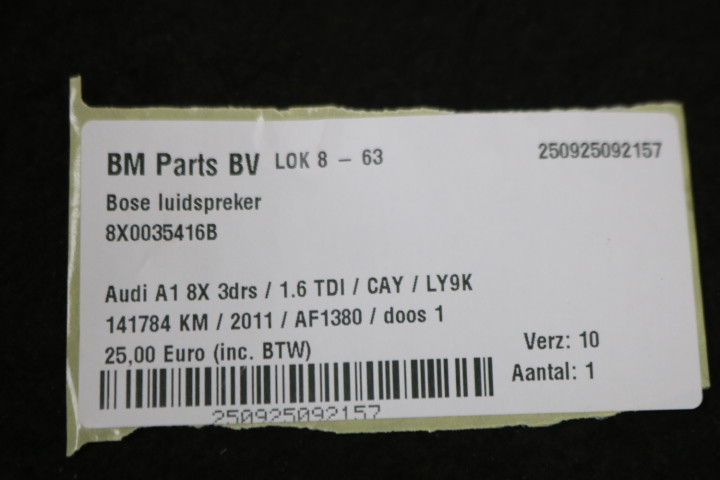 BM Parts BV LOK 8 – 63 250925092157
Bose luidspreker
8X0035416B
Audi A1 8X 3drs / 1.6 TDI / CAY / LY9K
141784 KM / 2011 / AF1380 / doos 1
25,00 Euro (inc. BTW)
Verz: 10
Aantal: 1
250925092157